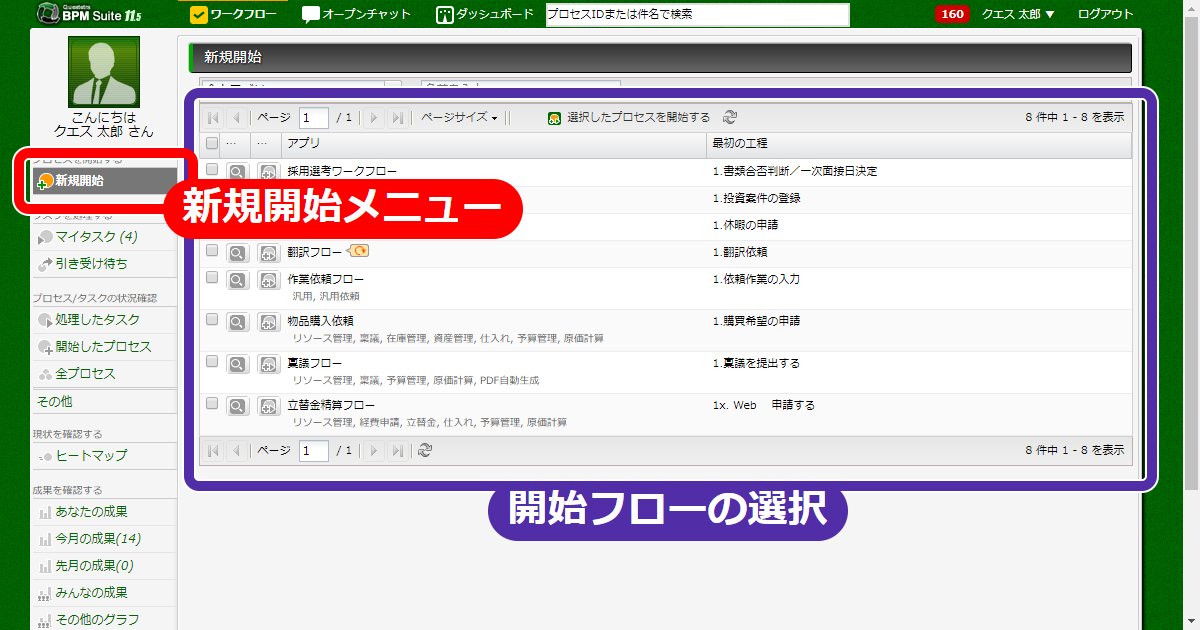 Questetra
BPM Suite 11.5
ワークフロー
オープンチャット
ダッシュボード
プロセスIDまたは件名で検索
160
クエス 太郎 ▼
ログアウト
こんにちは
クエス 太郎 さん
新規開始
マイタスク (4)
引き受け待ち
プロセス/タスクの状況確認
処理したタスク
開始したプロセス
全プロセス
その他
現状を確認する
ヒートマップ
成果を確認する
あなたの成果
今月の成果(14)
先月の成果(0)
みんなの成果
その他のグラフ
新規開始
ページ 1 / 1 ページサイズ 選択したプロセスを開始する 8 件中 1 - 8 を表示
... ... アプリ 最初の工程
採用選考ワークフロー 1.書類合否判断／一次面接日決定
1.投資案件の登録
1.休暇の申請
翻訳フロー 1.翻訳依頼
作業依頼フロー 1.依頼作業の入力
汎用, 汎用依頼
物品購入依頼 1.購買希望の申請
リソース管理, 稟議, 在庫管理, 資産管理, 仕入れ, 予算管理, 原価計算
稟議フロー 1.稟議を提出する
リソース管理, 稟議, 予算管理, 原価計算, PDF自動生成
立替金精算フロー 1x. Web 申請する
リソース管理, 経費申請, 立替金, 仕入れ, 予算管理, 原価計算
ページ 1 / 1 8 件中 1 - 8 を表示
新規開始メニュー
開始フローの選択